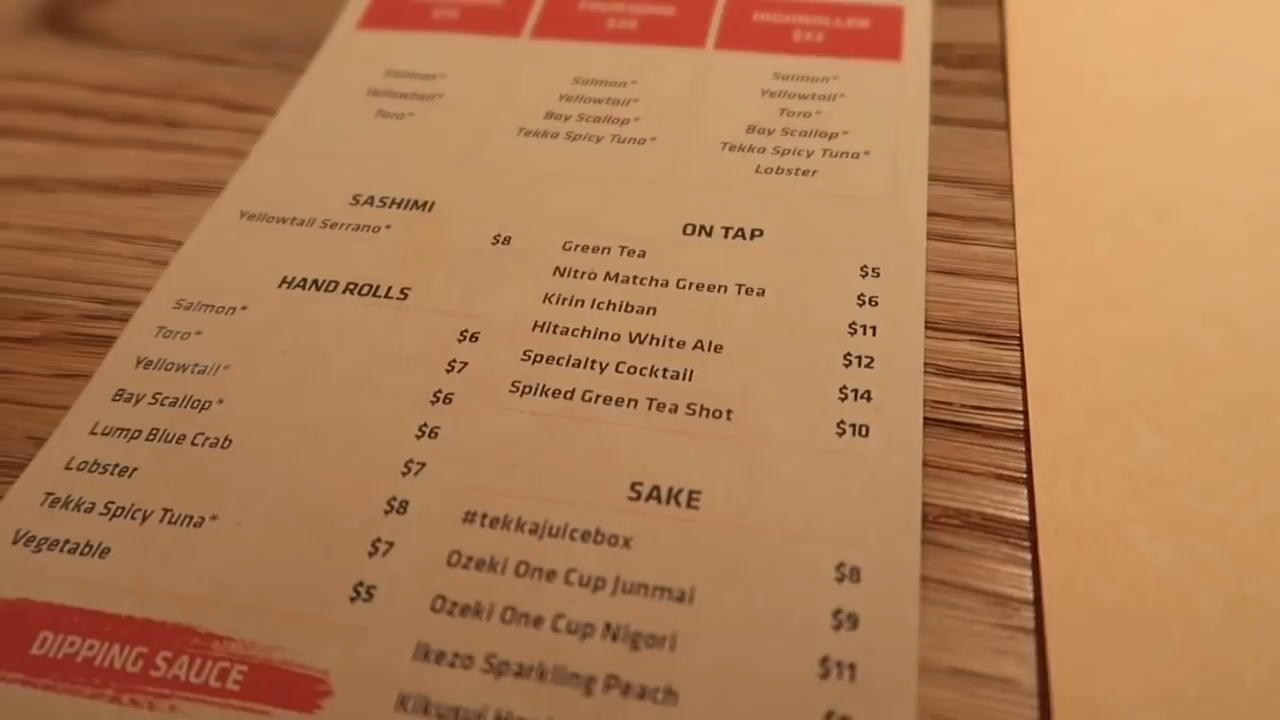 FOURSOME
$20
HIGHROLLER
Salmon*
Yellowtail*
Toro*
Salmon*
Yellowtail*
Bay Scallop*
Tekka Spicy Tuna*
Salmon*
Yellowtail*
Toro*
Bay Scallop*
Tekka Spicy Tuna*
Lobster
SASHIMI
Yellowtail Serrano* $8
HAND ROLLS
Salmon* $6
Toro* $7
Yellowtail* $6
Bay Scallop* $6
Lump Blue Crab $7
Lobster $8
Tekka Spicy Tuna* $7
Vegetable $5
DIPPING SAUCE
ON TAP
Green Tea $5
Nitro Matcha Green Tea $6
Kirin Ichiban $11
Hitachino White Ale $12
Specialty Cocktail $14
Spiked Green Tea Shot $10
SAKE
#tekkajuicebox $8
Ozeki One Cup Junmai $9
Ozeki One Cup Nigori $11
Ikezo Sparkling Peach